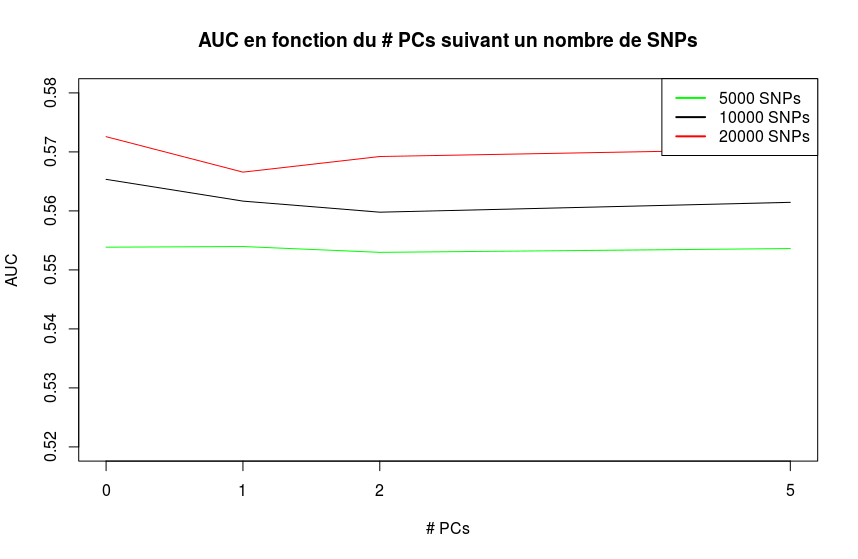 AUC en fonction du # PCs suivant un nombre de SNPs
5000 SNPs
10000 SNPs
20000 SNPs
AUC
0.58
0.57
0.56
0.55
0.54
0.53
0.52
0
1
2
5
# PCs